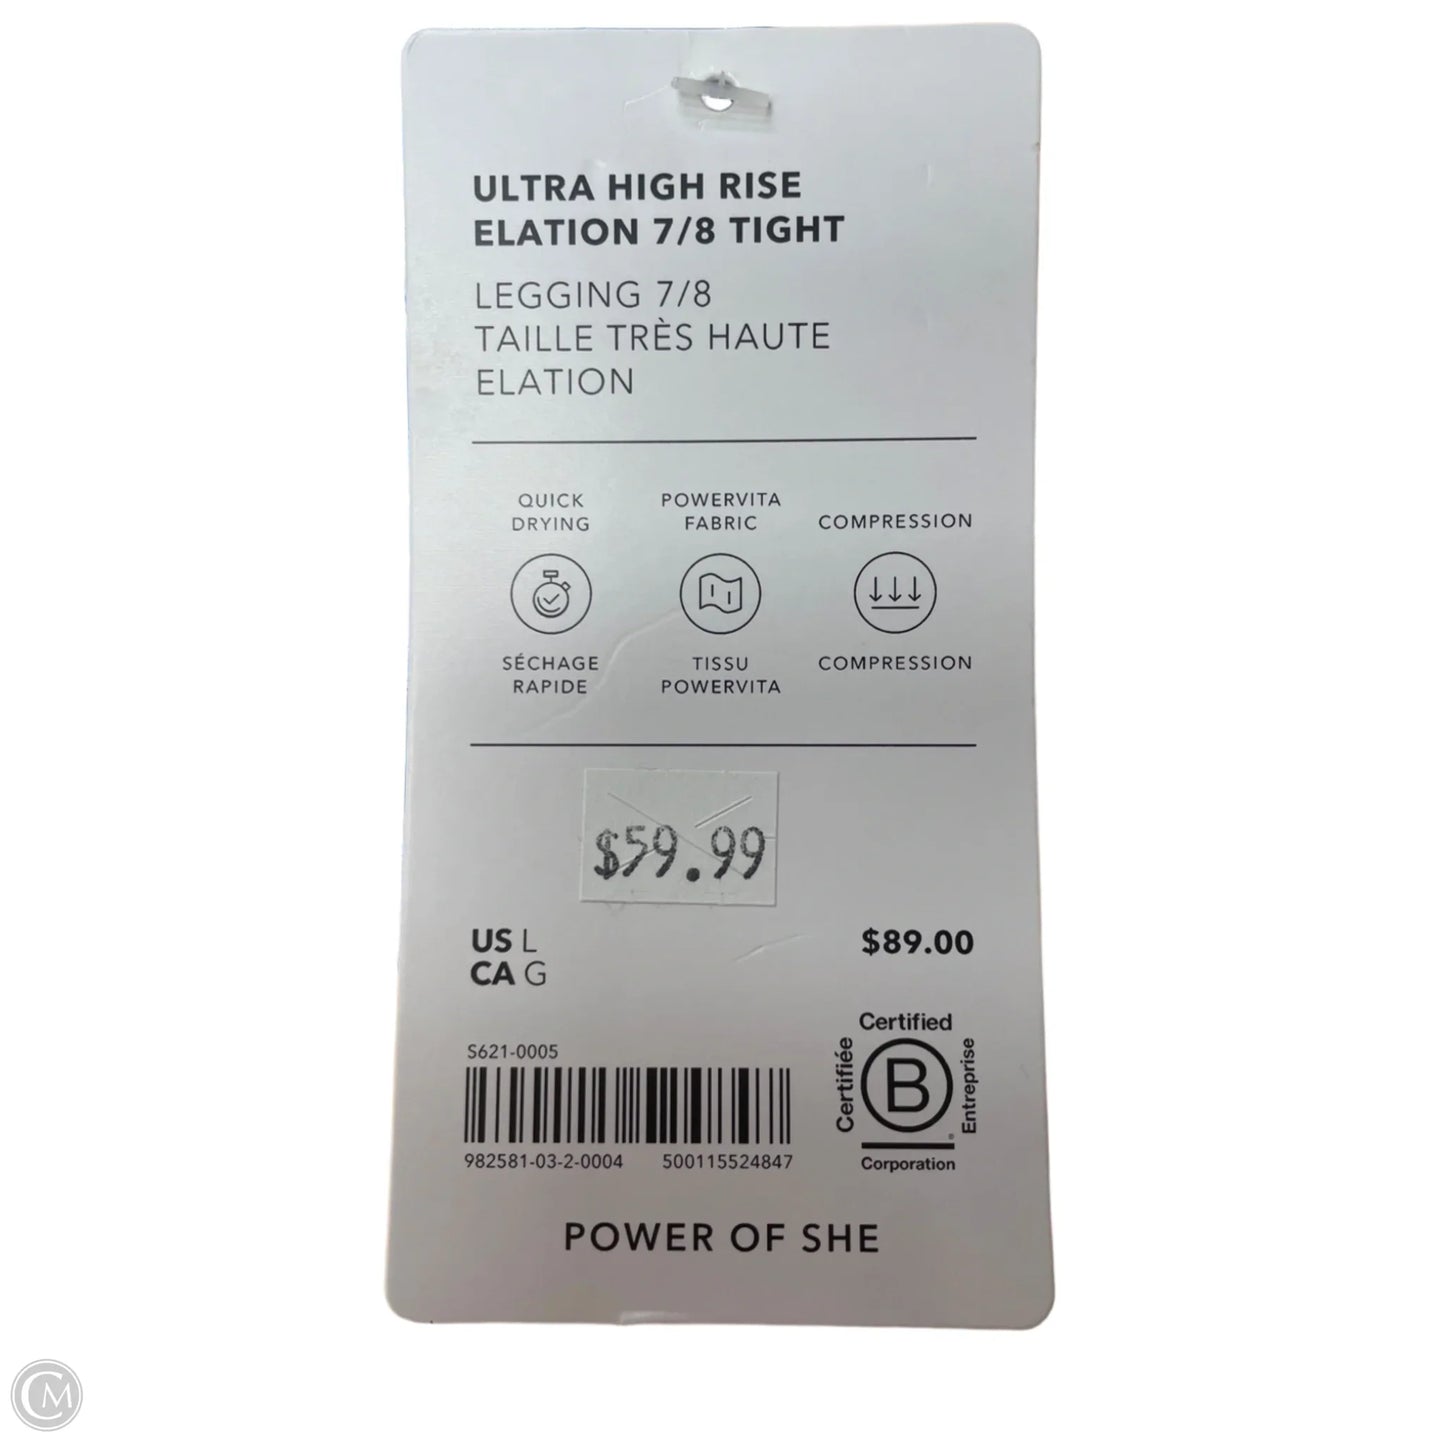 ULTRA HIGH RISE
ELATION 7/8 TIGHT
LEGGING 7/8
TAILLE TRÈS HAUTE
ELATION
QUICK
DRYING
POWERVITA
FABRIC
COMPRESSION
SÉCHAGE
RAPIDE
TISSU
POWERVITA
COMPRESSION
$59.99
US L
CA G
$89.00
S621-0005
982581-03-2-0004 500115524847
Certified
Certifiée
B
Entreprise
®
Corporation
POWER OF SHE
CM